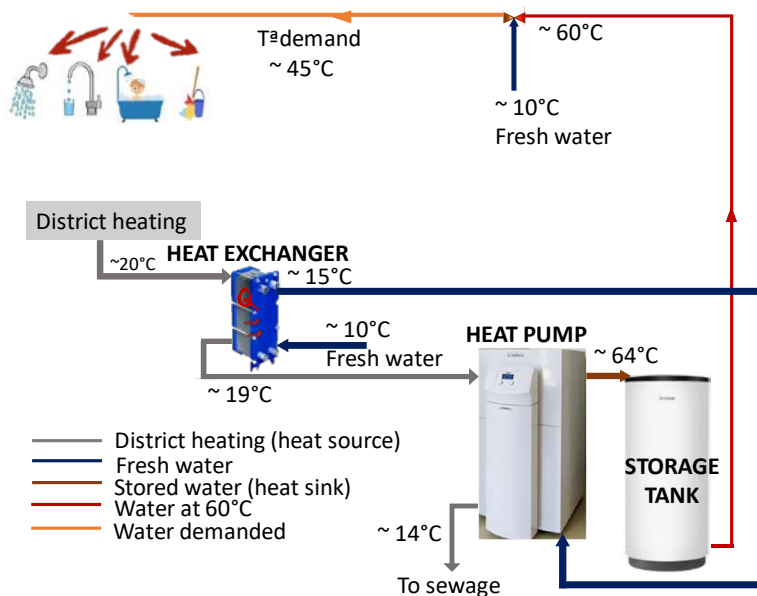 Tªdemand
~ 45°C
~ 60°C
~ 10°C
Fresh water
District heating
~20°C
HEAT EXCHANGER
~ 15°C
~ 10°C
Fresh water
~ 19°C
HEAT PUMP
~ 64°C
STORAGE
TANK
~ 14°C
To sewage
District heating (heat source)
Fresh water
Stored water (heat sink)
Water at 60°C
Water demanded